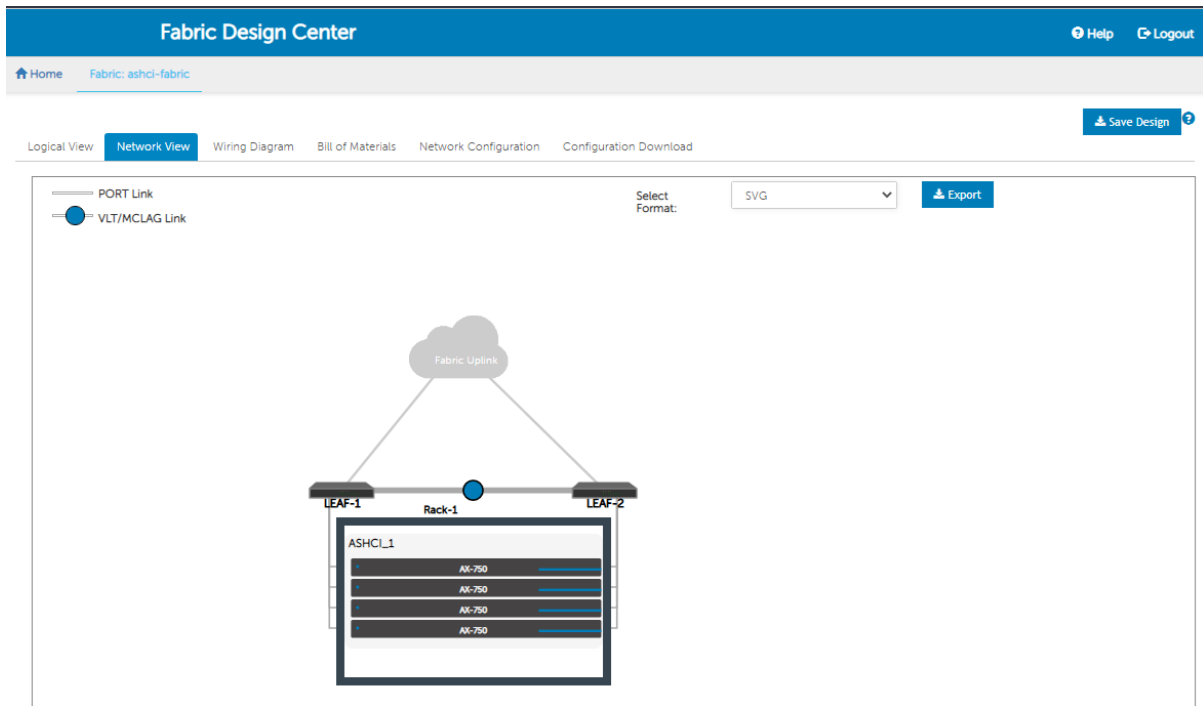 Fabric Design Center
Help Logout
Home Fabric: ashci-fabric
Save Design
Logical View Network View Wiring Diagram Bill of Materials Network Configuration Configuration Download
PORT Link
VLT/MCLAG Link
Select
Format:
SVG
Export
Fabric Uplink
LEAF-1
Rack-1
LEAF-2
ASHCI_1
AX-750
AX-750
AX-750
AX-750